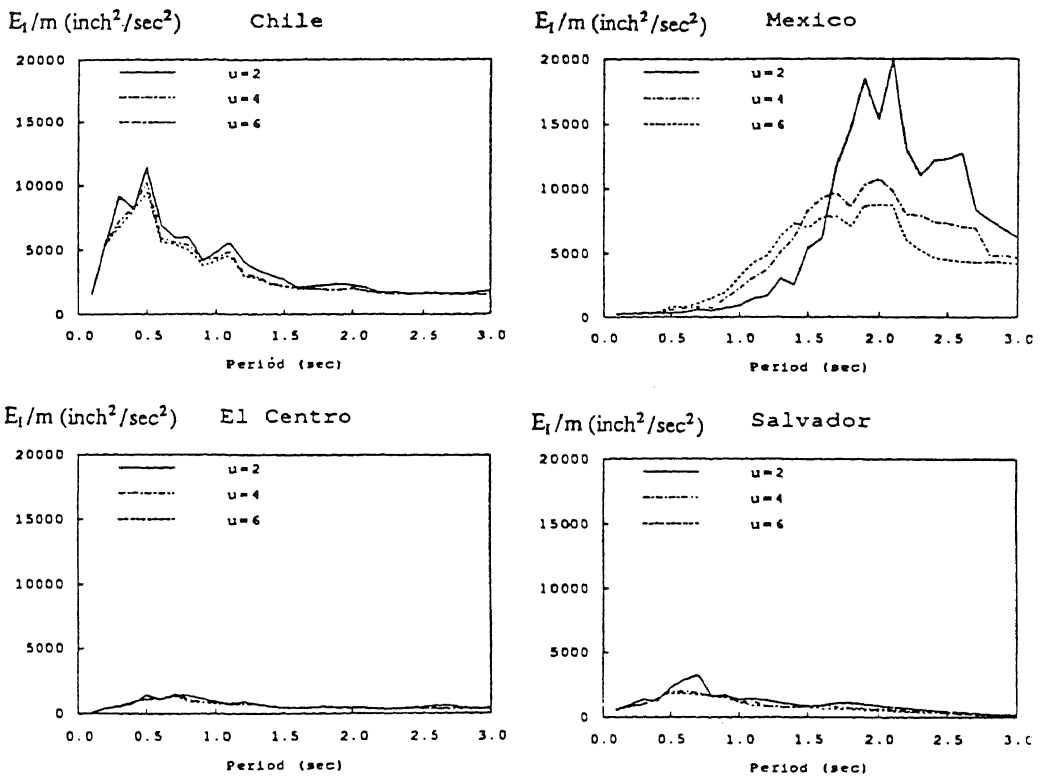 E_I/m (inch²/sec²) Chile
20000
15000
10000
5000
0
u=2
u=4
u=6
0.0 0.5 1.0 1.5 2.0 2.5 3.0
Period (sec)
E_I/m (inch²/sec²) Mexico
20000
15000
10000
5000
0
u=2
u=4
u=6
0.0 0.5 1.0 1.5 2.0 2.5 3.0
Period (sec)
E_I/m (inch²/sec²) El Centro
20000
15000
10000
5000
0
u=2
u=4
u=6
0.0 0.5 1.0 1.5 2.0 2.5 3.0
Period (sec)
E_I/m (inch²/sec²) Salvador
20000
15000
10000
5000
0
u=2
u=4
u=6
0.0 0.5 1.0 1.5 2.0 2.5 3.0
Period (sec)